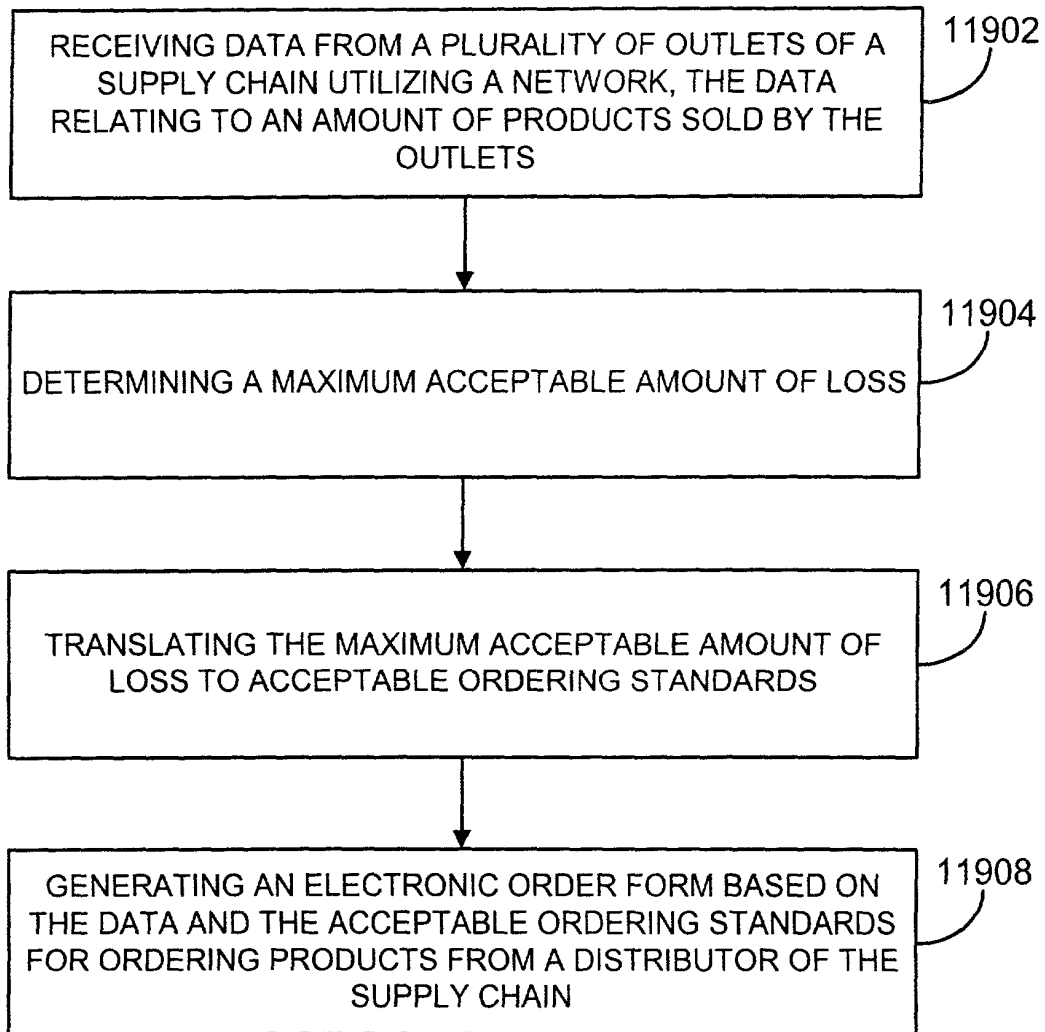 RECEIVING DATA FROM A PLURALITY OF OUTLETS OF A
SUPPLY CHAIN UTILIZING A NETWORK, THE DATA
RELATING TO AN AMOUNT OF PRODUCTS SOLD BY THE
OUTLETS
11902
DETERMINING A MAXIMUM ACCEPTABLE AMOUNT OF LOSS
11904
TRANSLATING THE MAXIMUM ACCEPTABLE AMOUNT OF
LOSS TO ACCEPTABLE ORDERING STANDARDS
11906
GENERATING AN ELECTRONIC ORDER FORM BASED ON
THE DATA AND THE ACCEPTABLE ORDERING STANDARDS
FOR ORDERING PRODUCTS FROM A DISTRIBUTOR OF THE
SUPPLY CHAIN
11908